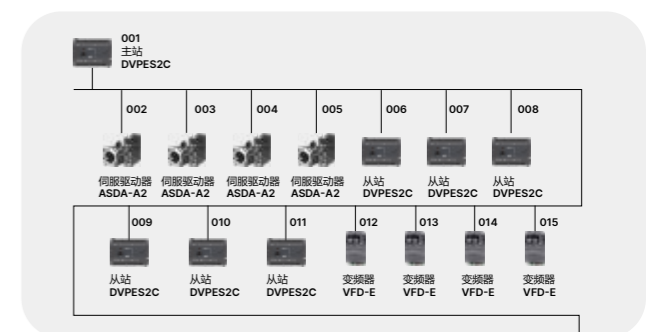 001
主站
DVPES2C
002 003 004 005 006 007 008
伺服驱动器 伺服驱动器 伺服驱动器 伺服驱动器 从站 从站 从站
ASDA-A2 ASDA-A2 ASDA-A2 ASDA-A2 DVPES2C DVPES2C DVPES2C
009 010 011 012 013 014 015
从站 从站 从站 变频器 变频器 变频器 变频器
DVPES2C DVPES2C DVPES2C VFD-E VFD-E VFD-E VFD-E